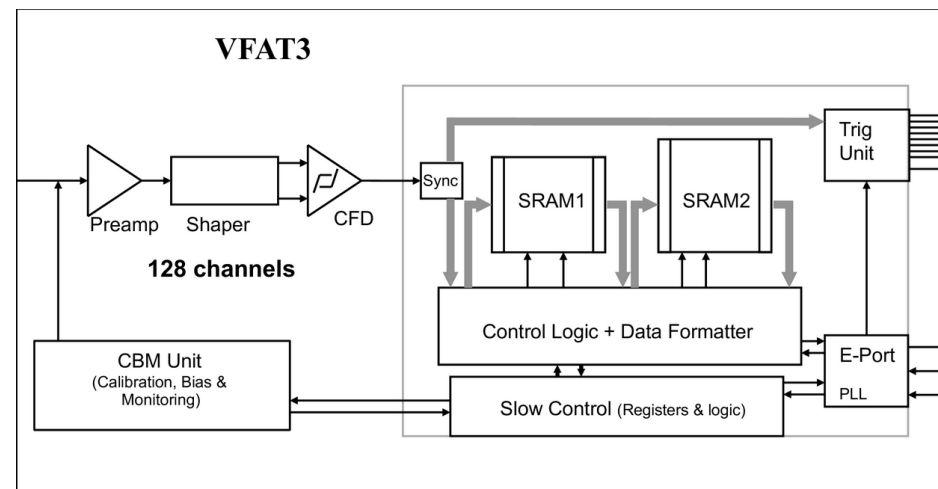 VFAT3
Trig
Unit
Sync
SRAM1
SRAM2
Preamp
Shaper
CFD
128 channels
Control Logic + Data Formatter
CBM Unit
(Calibration, Bias &
Monitoring)
E-Port
PLL
Slow Control (Registers & logic)